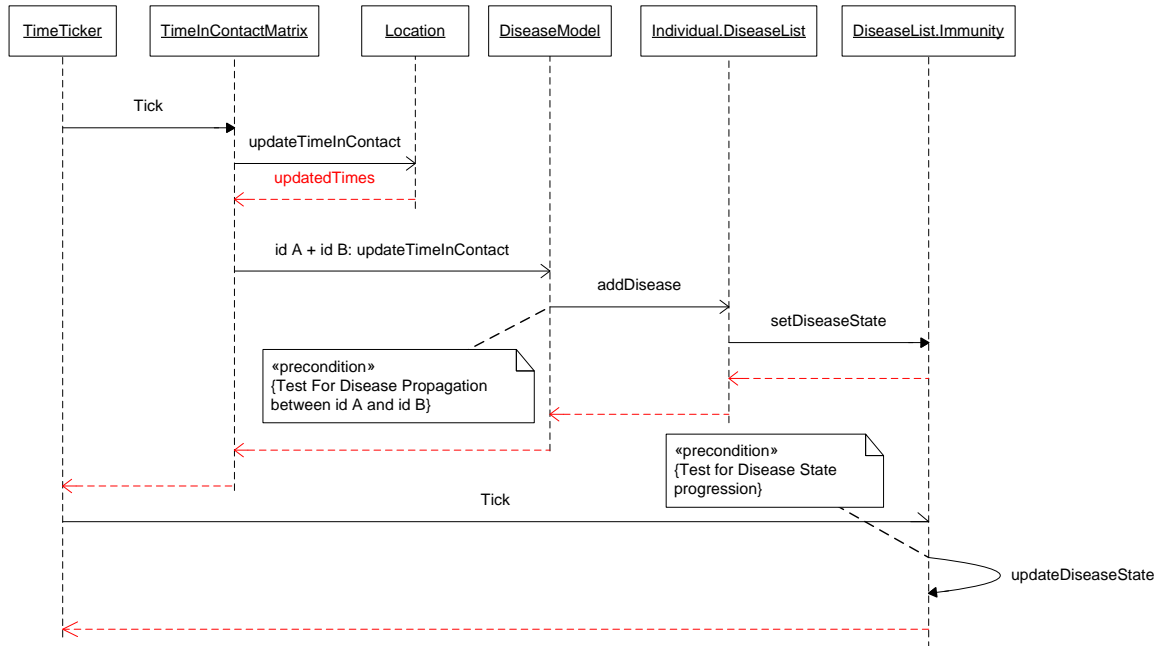 TimeTicker
TimeInContactMatrix
Location
DiseaseModel
Individual.DiseaseList
DiseaseList.Immunity
Tick
updateTimeInContact
updatedTimes
id A + id B: updateTimeInContact
addDisease
setDiseaseState
«precondition»
{Test For Disease Propagation
between id A and id B}
«precondition»
{Test for Disease State
progression}
Tick
updateDiseaseState